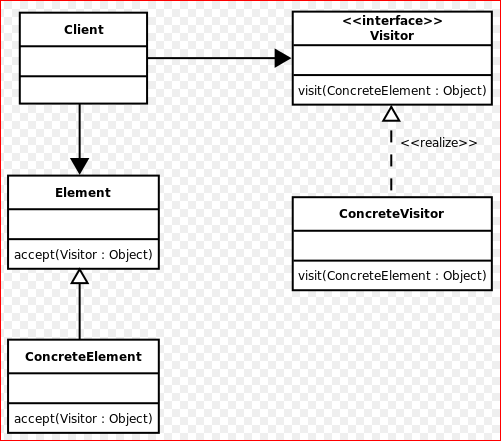 Client
<<interface>>
Visitor
visit(ConcreteElement : Object)
<<realize>>
Element
accept(Visitor : Object)
ConcreteVisitor
visit(ConcreteElement : Object)
ConcreteElement
accept(Visitor : Object)